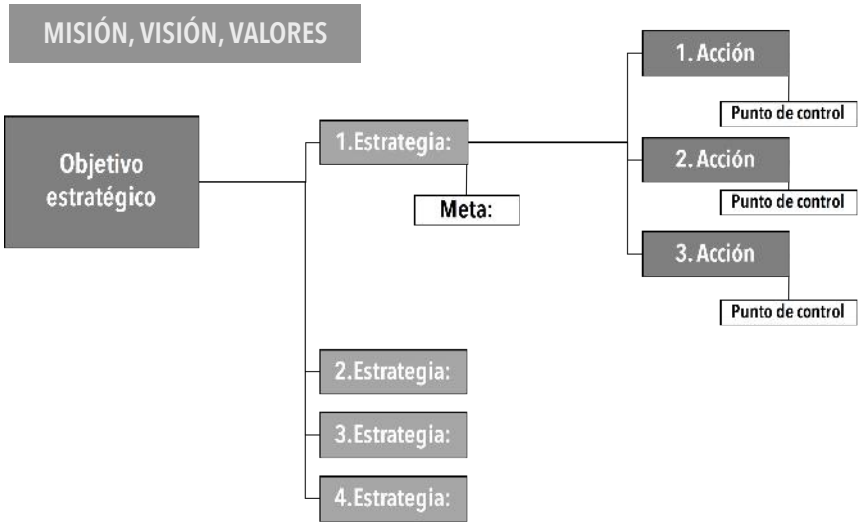 MISIÓN, VISIÓN, VALORES
Objetivo
estratégico
1.Estrategia:
Meta:
1. Acción
Punto de control
2. Acción
Punto de control
3. Acción
Punto de control
2.Estrategia:
3.Estrategia:
4.Estrategia: